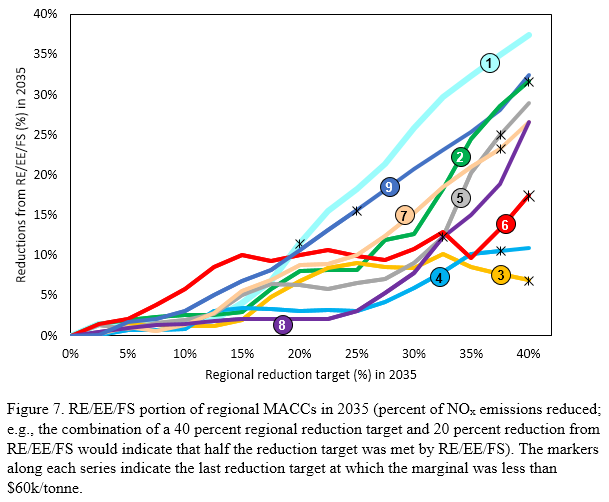 40%
35%
30%
25%
20%
15%
10%
5%
0%
Reductions from RE/EE/FS (%) in 2035
1
2
9
7
5
6
4
3
8
0% 5% 10% 15% 20% 25% 30% 35% 40%
Regional reduction target (%) in 2035
Figure 7. RE/EE/FS portion of regional MACCs in 2035 (percent of NOx emissions reduced;
e.g., the combination of a 40 percent regional reduction target and 20 percent reduction from
RE/EE/FS would indicate that half the reduction target was met by RE/EE/FS). The markers
along each series indicate the last reduction target at which the marginal was less than
$60k/tonne.